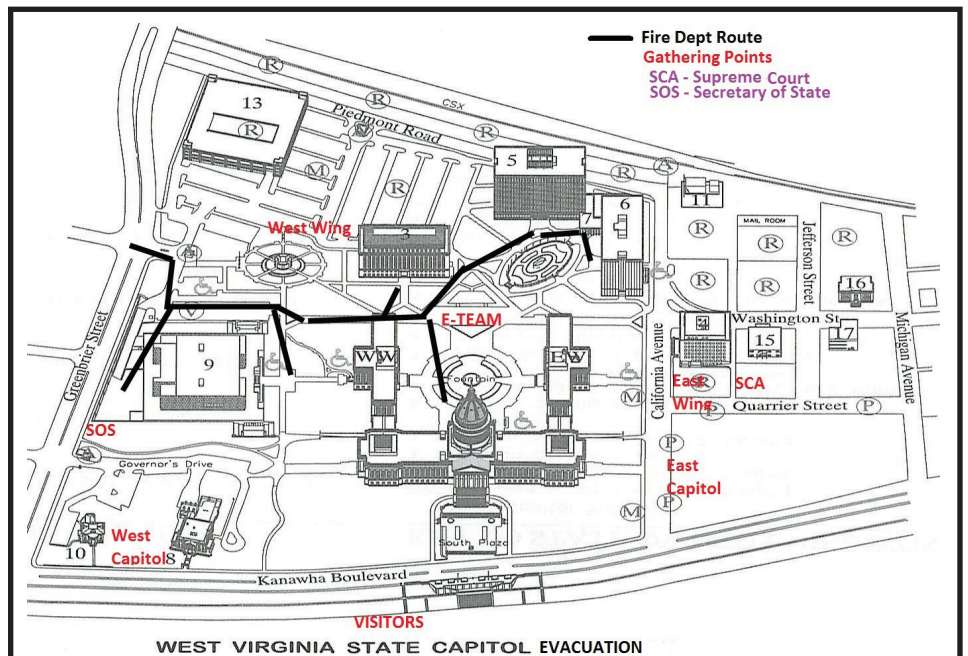 Fire Dept Route
Gathering Points
SCA - Supreme Court
SOS - Secretary of State
R
CSX
13
R
R
Piedmont Road
R
5
R
A
M
R
11
6
7
R
MAIL ROOM
R
Jefferson Street
R
West Wing
3
A
R
R
16
V
E-TEAM
Washington St
4
15
7
Michigan Avenue
Greenbrier Street
9
WW
EW
Fountain
California Avenue
East
Wing
R
SCA
M
Quarrier Street
P
P
SOS
Governor's Drive
P
East
Capitol
P
M
West
Capitol
10
8
South Plaza
Kanawha Boulevard
VISITORS
WEST VIRGINIA STATE CAPITOL EVACUATION